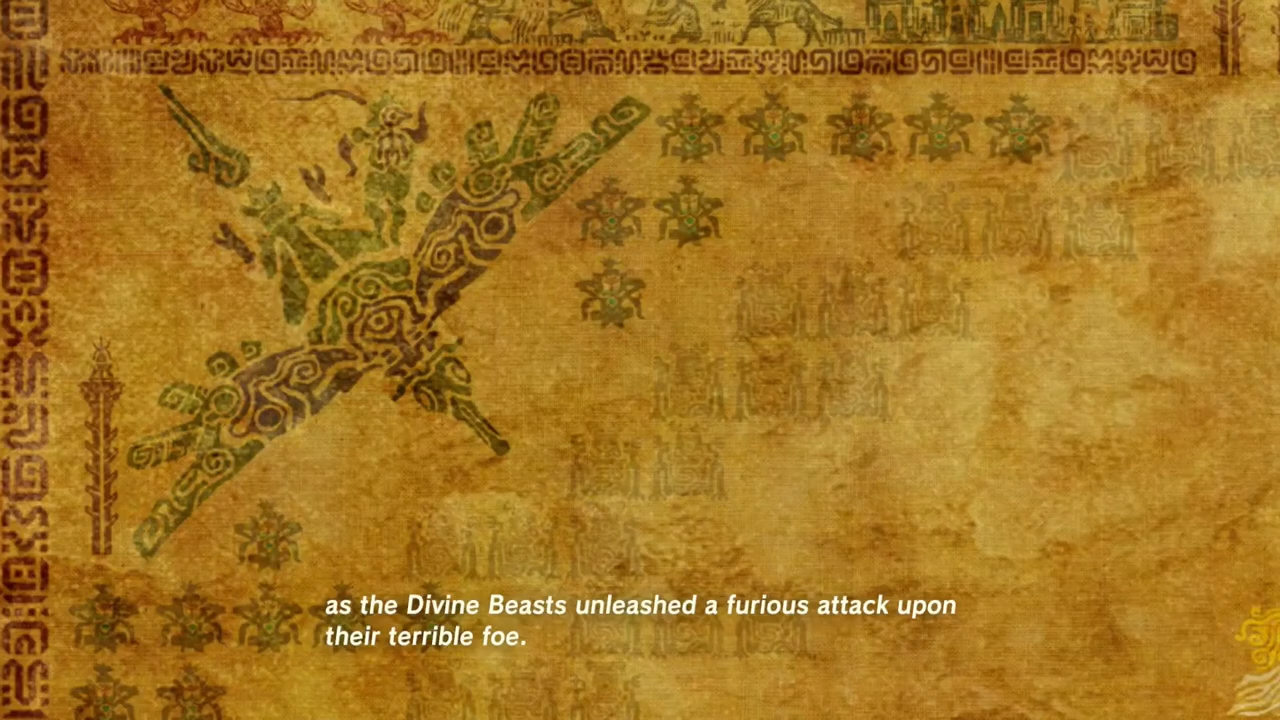 as the Divine Beasts unleashed a furious attack upon
their terrible foe.